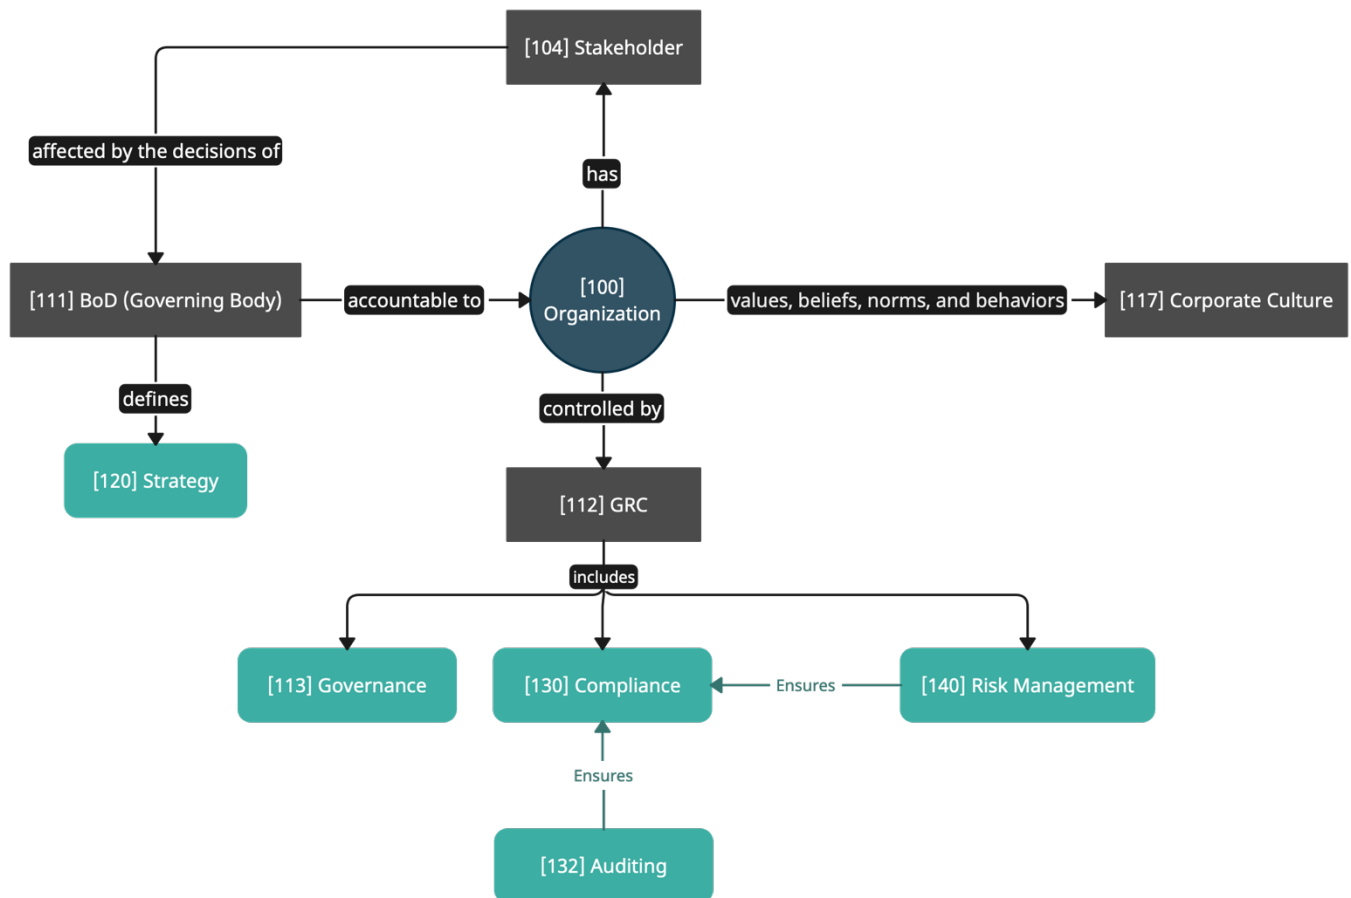 [104] Stakeholder
affected by the decisions of
has
[111] BoD (Governing Body)
accountable to
[100]
Organization
values, beliefs, norms, and behaviors
[117] Corporate Culture
defines
controlled by
[120] Strategy
[112] GRC
includes
[113] Governance
[130] Compliance
Ensures
[140] Risk Management
Ensures
[132] Auditing